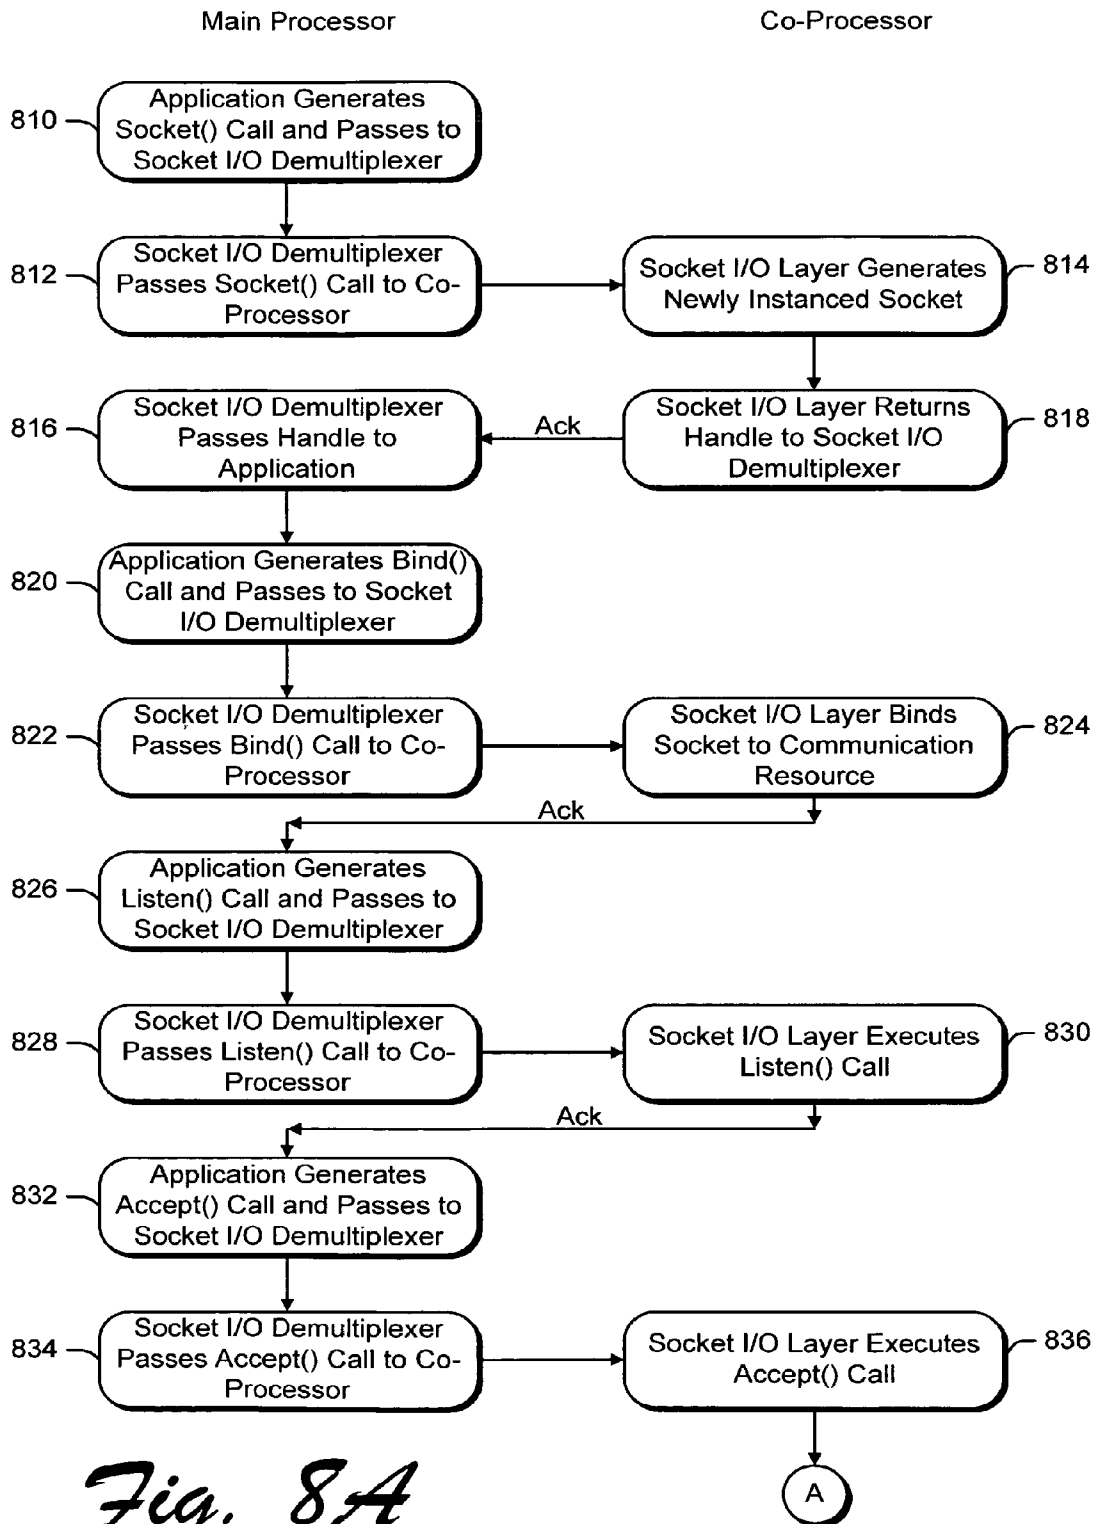 Main Processor
Co-Processor
810
Application Generates
Socket() Call and Passes to
Socket I/O Demultiplexer
812
Socket I/O Demultiplexer
Passes Socket() Call to Co-
Processor
Socket I/O Layer Generates
Newly Instanced Socket
814
816
Socket I/O Demultiplexer
Passes Handle to
Application
Ack
Socket I/O Layer Returns
Handle to Socket I/O
Demultiplexer
818
820
Application Generates Bind()
Call and Passes to Socket
I/O Demultiplexer
822
Socket I/O Demultiplexer
Passes Bind() Call to Co-
Processor
Socket I/O Layer Binds
Socket to Communication
Resource
824
Ack
826
Application Generates
Listen() Call and Passes to
Socket I/O Demultiplexer
828
Socket I/O Demultiplexer
Passes Listen() Call to Co-
Processor
Socket I/O Layer Executes
Listen() Call
830
Ack
832
Application Generates
Accept() Call and Passes to
Socket I/O Demultiplexer
834
Socket I/O Demultiplexer
Passes Accept() Call to Co-
Processor
Socket I/O Layer Executes
Accept() Call
836
A
Fig. 8A